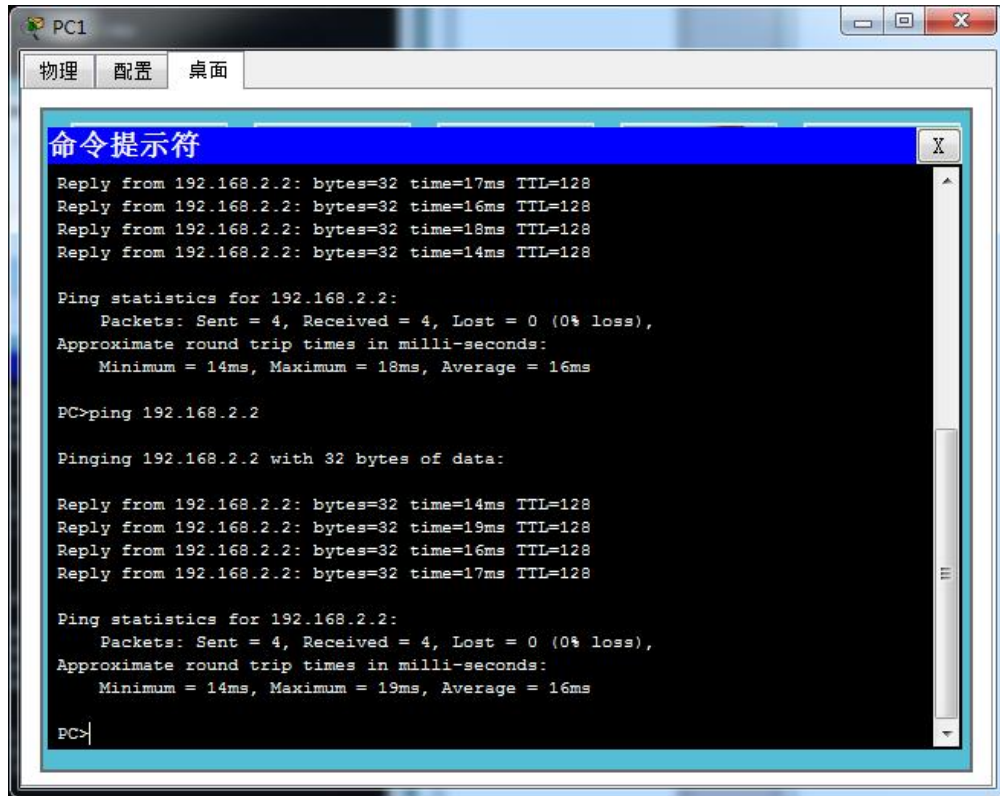 PC1
物理 配置 桌面
命令提示符 X
Reply from 192.168.2.2: bytes=32 time=17ms TTL=128
Reply from 192.168.2.2: bytes=32 time=16ms TTL=128
Reply from 192.168.2.2: bytes=32 time=18ms TTL=128
Reply from 192.168.2.2: bytes=32 time=14ms TTL=128
Ping statistics for 192.168.2.2:
Packets: Sent = 4, Received = 4, Lost = 0 (0% loss),
Approximate round trip times in milli-seconds:
Minimum = 14ms, Maximum = 18ms, Average = 16ms
PC>ping 192.168.2.2
Pinging 192.168.2.2 with 32 bytes of data:
Reply from 192.168.2.2: bytes=32 time=14ms TTL=128
Reply from 192.168.2.2: bytes=32 time=19ms TTL=128
Reply from 192.168.2.2: bytes=32 time=16ms TTL=128
Reply from 192.168.2.2: bytes=32 time=17ms TTL=128
Ping statistics for 192.168.2.2:
Packets: Sent = 4, Received = 4, Lost = 0 (0% loss),
Approximate round trip times in milli-seconds:
Minimum = 14ms, Maximum = 19ms, Average = 16ms
PC>